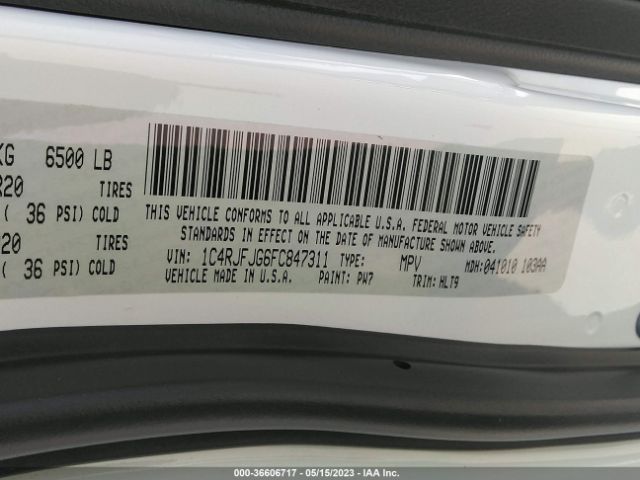 KG 6500 LB
R20 TIRES
( 36 PSI) COLD
20 TIRES
( 36 PSI) COLD
THIS VEHICLE CONFORMS TO ALL APPLICABLE U.S.A. FEDERAL MOTOR VEHICLE SAFETY
STANDARDS IN EFFECT ON THE DATE OF MANUFACTURE SHOWN ABOVE.
VIN: 1C4RJFJG6FC847311 TYPE: MPV MDH:041010 103AA
VEHICLE MADE IN U.S.A. PAINT: PW7 TRIM: HLT9
000-36606717 - 05/15/2023 - IAA Inc.